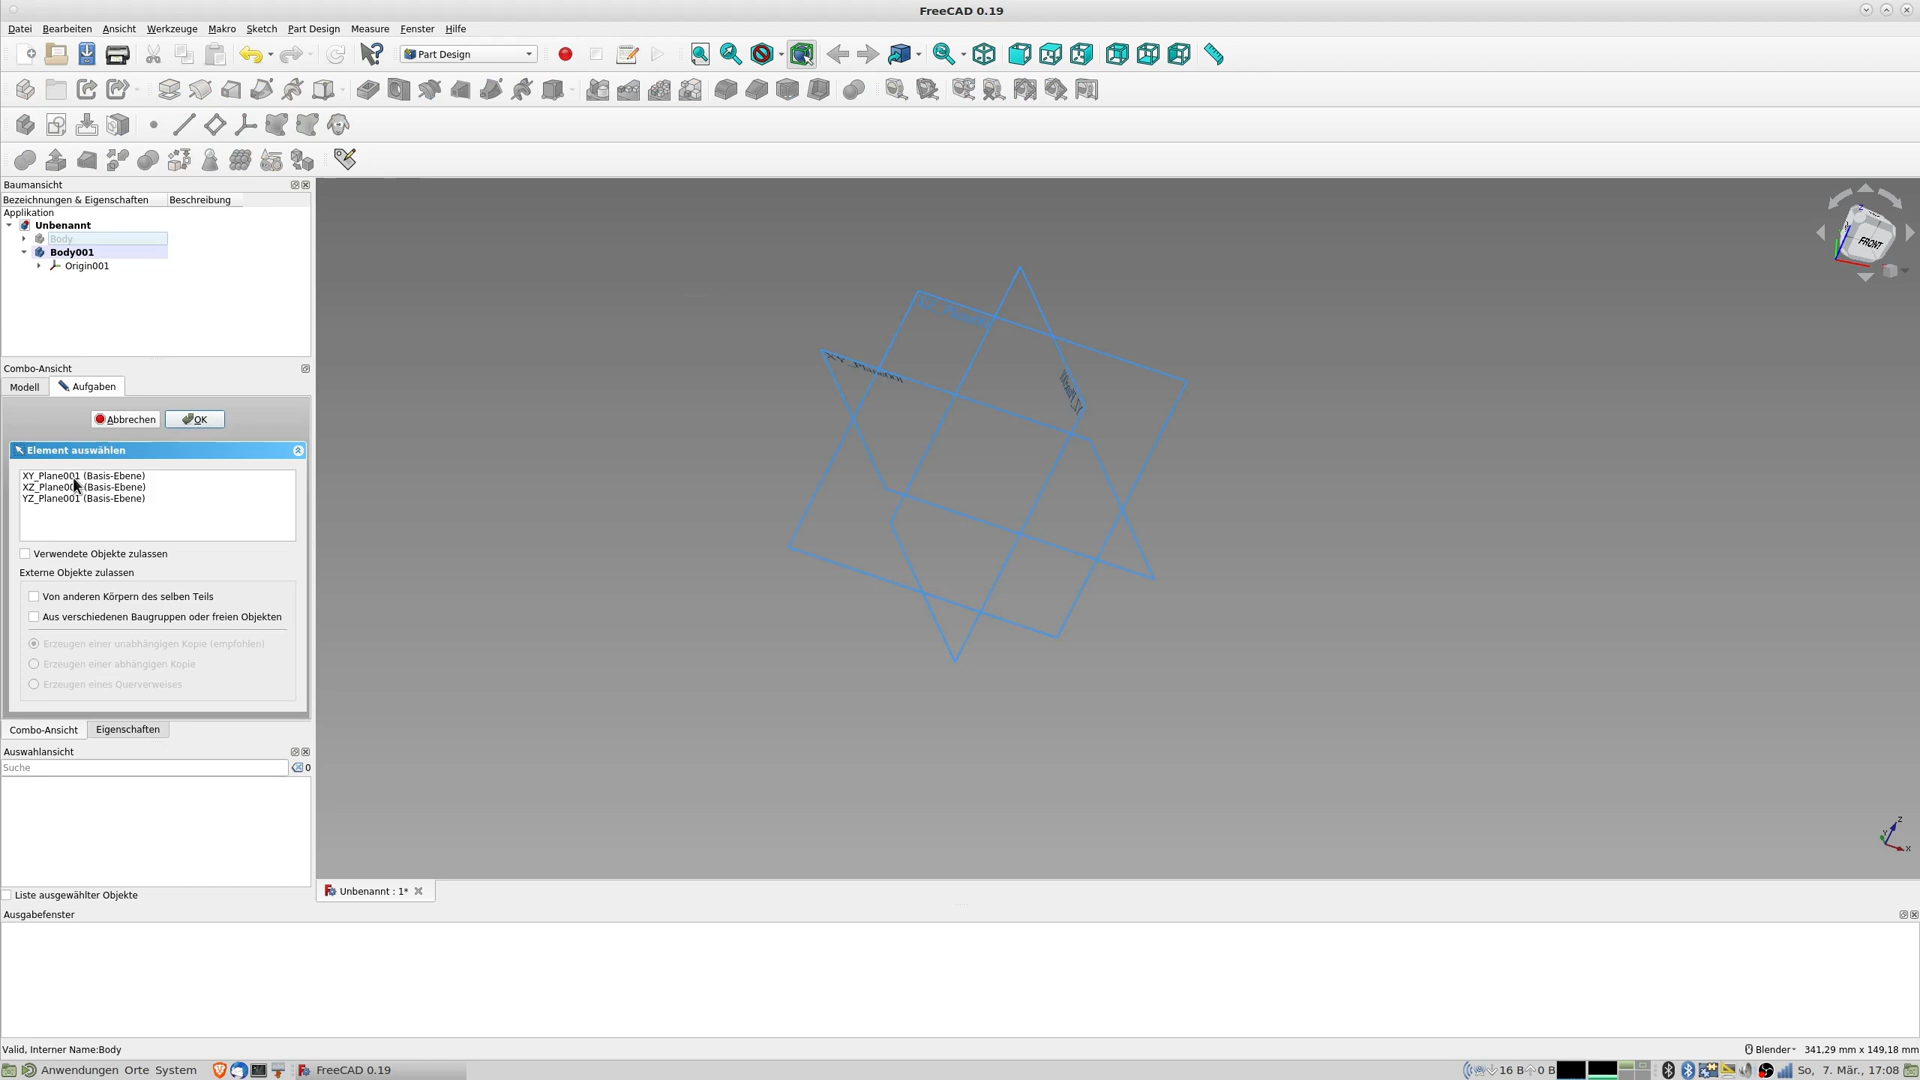 FreeCAD 0.19
Datei Bearbeiten Ansicht Werkzeuge Makro Sketch Part Design Measure Fenster Hilfe
Part Design
Baumansicht
Bezeichnungen & Eigenschaften Beschreibung
Applikation
Unbenannt
Body
Body001
Origin001
FRONT
Combo-Ansicht
Modell Aufgaben
Abbrechen OK
Element auswählen
XY_Plane001 (Basis-Ebene)
XZ_Plane001 (Basis-Ebene)
YZ_Plane001 (Basis-Ebene)
Verwendete Objekte zulassen
Externe Objekte zulassen
Von anderen Körpern des selben Teils
Aus verschiedenen Baugruppen oder freien Objekten
Erzeugen einer unabhängigen Kopie (empfohlen)
Erzeugen einer abhängigen Kopie
Erzeugen eines Querverweises
Combo-Ansicht Eigenschaften
Auswahlansicht
Suche 0
Z
Y
X
Unbenannt : 1*
Liste ausgewählter Objekte
Ausgabefenster
Valid, Interner Name:Body
Blender 341,29 mm x 149,18 mm
Anwendungen Orte System FreeCAD 0.19 16 B 0 B So, 7. Mär., 17:08